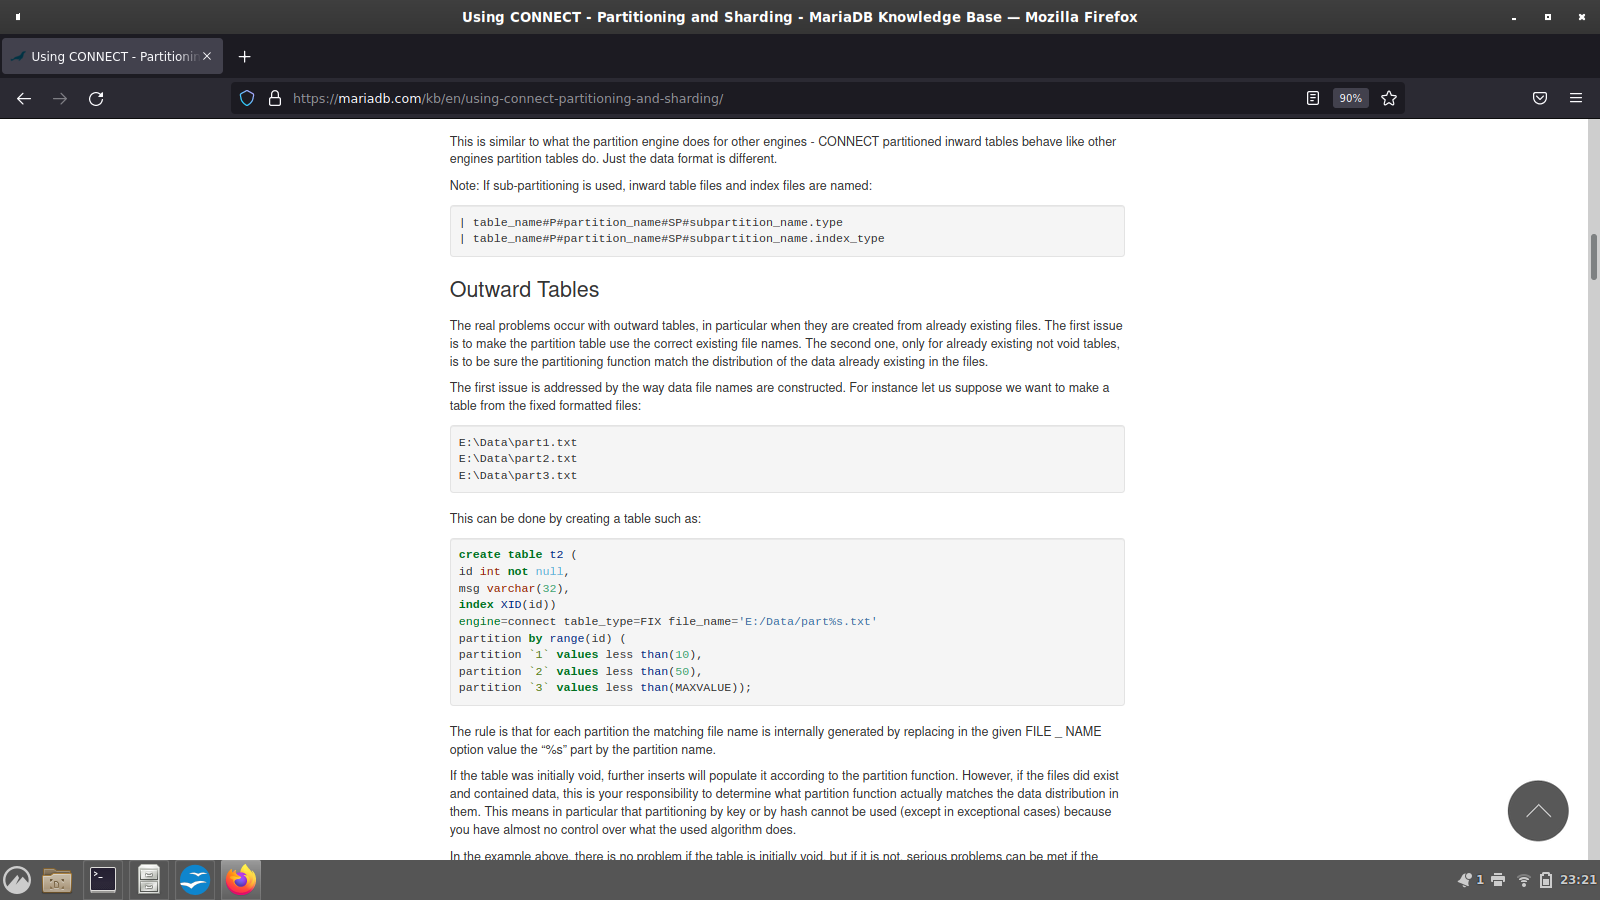 Using CONNECT - Partitioning and Sharding - MariaDB Knowledge Base — Mozilla Firefox
Using CONNECT - Partitionin
https://mariadb.com/kb/en/using-connect-partitioning-and-sharding/
90%
This is similar to what the partition engine does for other engines - CONNECT partitioned inward tables behave like other
engines partition tables do. Just the data format is different.
Note: If sub-partitioning is used, inward table files and index files are named:
| table_name#P#partition_name#SP#subpartition_name.type
| table_name#P#partition_name#SP#subpartition_name.index_type
Outward Tables
The real problems occur with outward tables, in particular when they are created from already existing files. The first issue
is to make the partition table use the correct existing file names. The second one, only for already existing not void tables,
is to be sure the partitioning function match the distribution of the data already existing in the files.
The first issue is addressed by the way data file names are constructed. For instance let us suppose we want to make a
table from the fixed formatted files:
E:\Data\part1.txt
E:\Data\part2.txt
E:\Data\part3.txt
This can be done by creating a table such as:
create table t2 (
id int not null,
msg varchar(32),
index XID(id))
engine=connect table_type=FIX file_name='E:/Data/part%s.txt'
partition by range(id) (
partition `1` values less than(10),
partition `2` values less than(50),
partition `3` values less than(MAXVALUE));
The rule is that for each partition the matching file name is internally generated by replacing in the given FILE _ NAME
option value the “%s” part by the partition name.
If the table was initially void, further inserts will populate it according to the partition function. However, if the files did exist
and contained data, this is your responsibility to determine what partition function actually matches the data distribution in
them. This means in particular that partitioning by key or by hash cannot be used (except in exceptional cases) because
you have almost no control over what the used algorithm does.
In the example above, there is no problem if the table is initially void, but if it is not, serious problems can be met if the
1
23:21